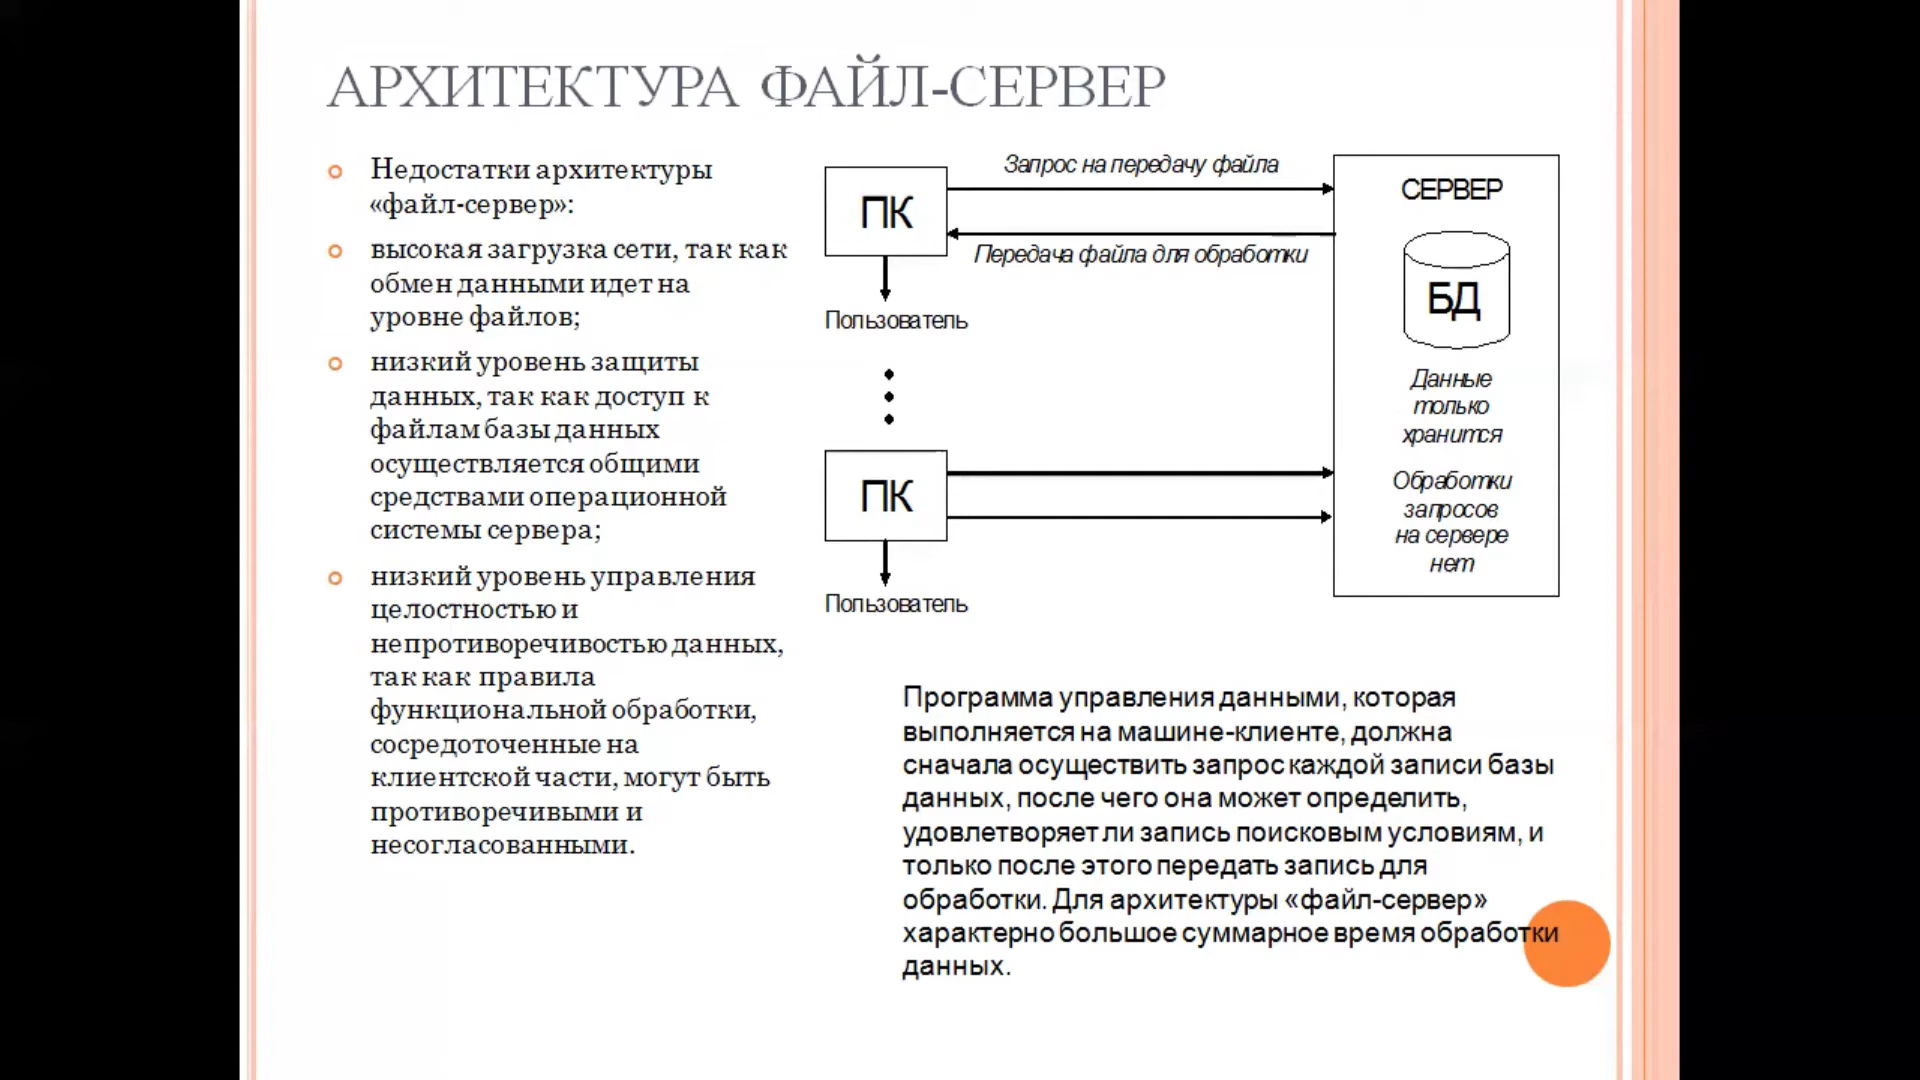 АРХИТЕКТУРА ФАЙЛ-СЕРВЕР
Недостатки архитектуры
«файл-сервер»:
высокая загрузка сети, так как
обмен данными идет на
уровне файлов;
низкий уровень защиты
данных, так как доступ к
файлам базы данных
осуществляется общими
средствами операционной
системы сервера;
низкий уровень управления
целостностью и
непротиворечивостью данных,
так как правила
функциональной обработки,
сосредоточенные на
клиентской части, могут быть
противоречивыми и
несогласованными.
Запрос на передачу файла
ПК
Передача файла для обработки
Пользователь
ПК
Пользователь
СЕРВЕР
БД
Данные
только
хранится
Обработки
запросов
на сервере
нет
Программа управления данными, которая
выполняется на машине-клиенте, должна
сначала осуществить запрос каждой записи базы
данных, после чего она может определить,
удовлетворяет ли запись поисковым условиям, и
только после этого передать запись для
обработки. Для архитектуры «файл-сервер»
характерно большое суммарное время обработки
данных.